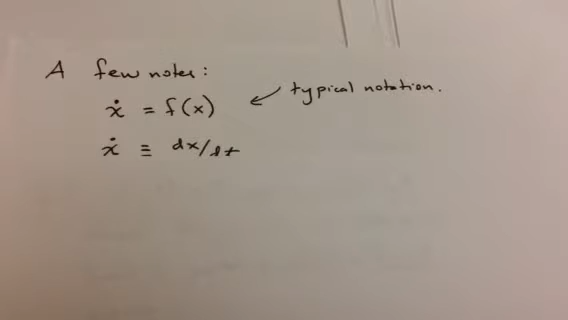 A few notes:
ẋ = f(x) ↙ typical notation.
ẋ ≡ dx/dt